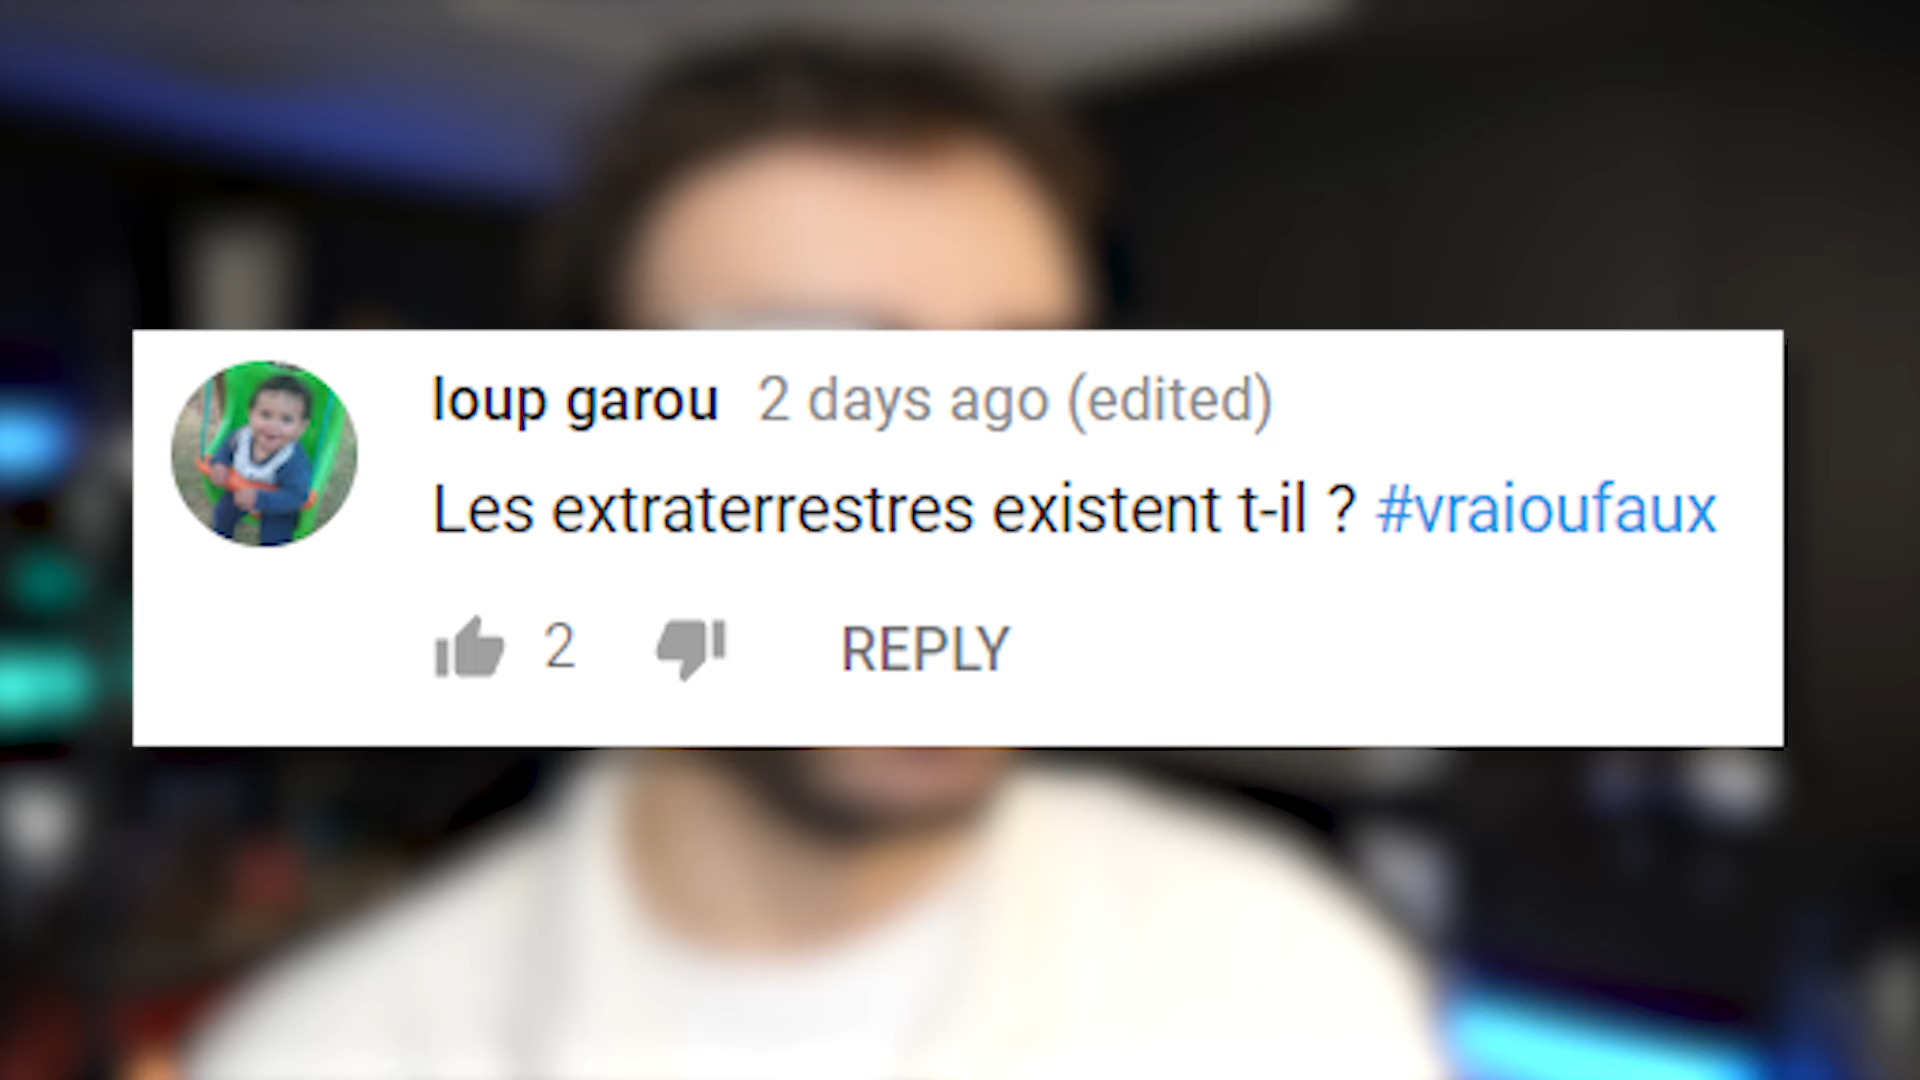 loup garou 2 days ago (edited)
Les extraterrestres existent t-il ? #vraioufaux
2 REPLY